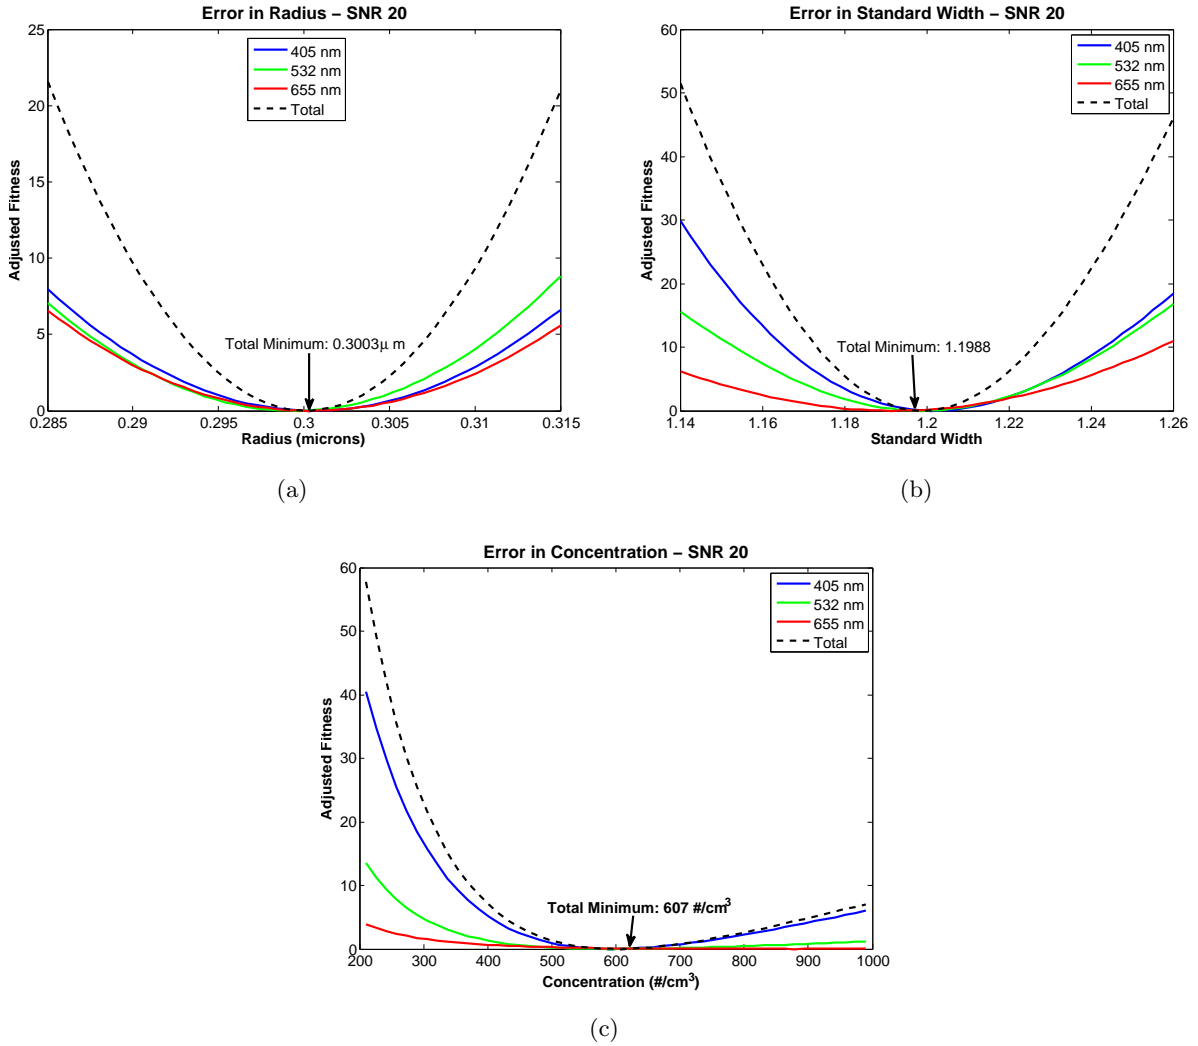 Error in Radius – SNR 20
25
20
15
10
5
0
0.285
0.29
0.295
0.3
0.305
0.31
0.315
Adjusted Fitness
Radius (microns)
405 nm
532 nm
655 nm
Total
Total Minimum: 0.3003μ m
(a)
Error in Standard Width – SNR 20
60
50
40
30
20
10
0
1.14
1.16
1.18
1.2
1.22
1.24
1.26
Adjusted Fitness
Standard Width
405 nm
532 nm
655 nm
Total
Total Minimum: 1.1988
(b)
Error in Concentration – SNR 20
60
50
40
30
20
10
0
200
300
400
500
600
700
800
900
1000
Adjusted Fitness
Concentration (#/cm³)
405 nm
532 nm
655 nm
Total
Total Minimum: 607 #/cm³
(c)